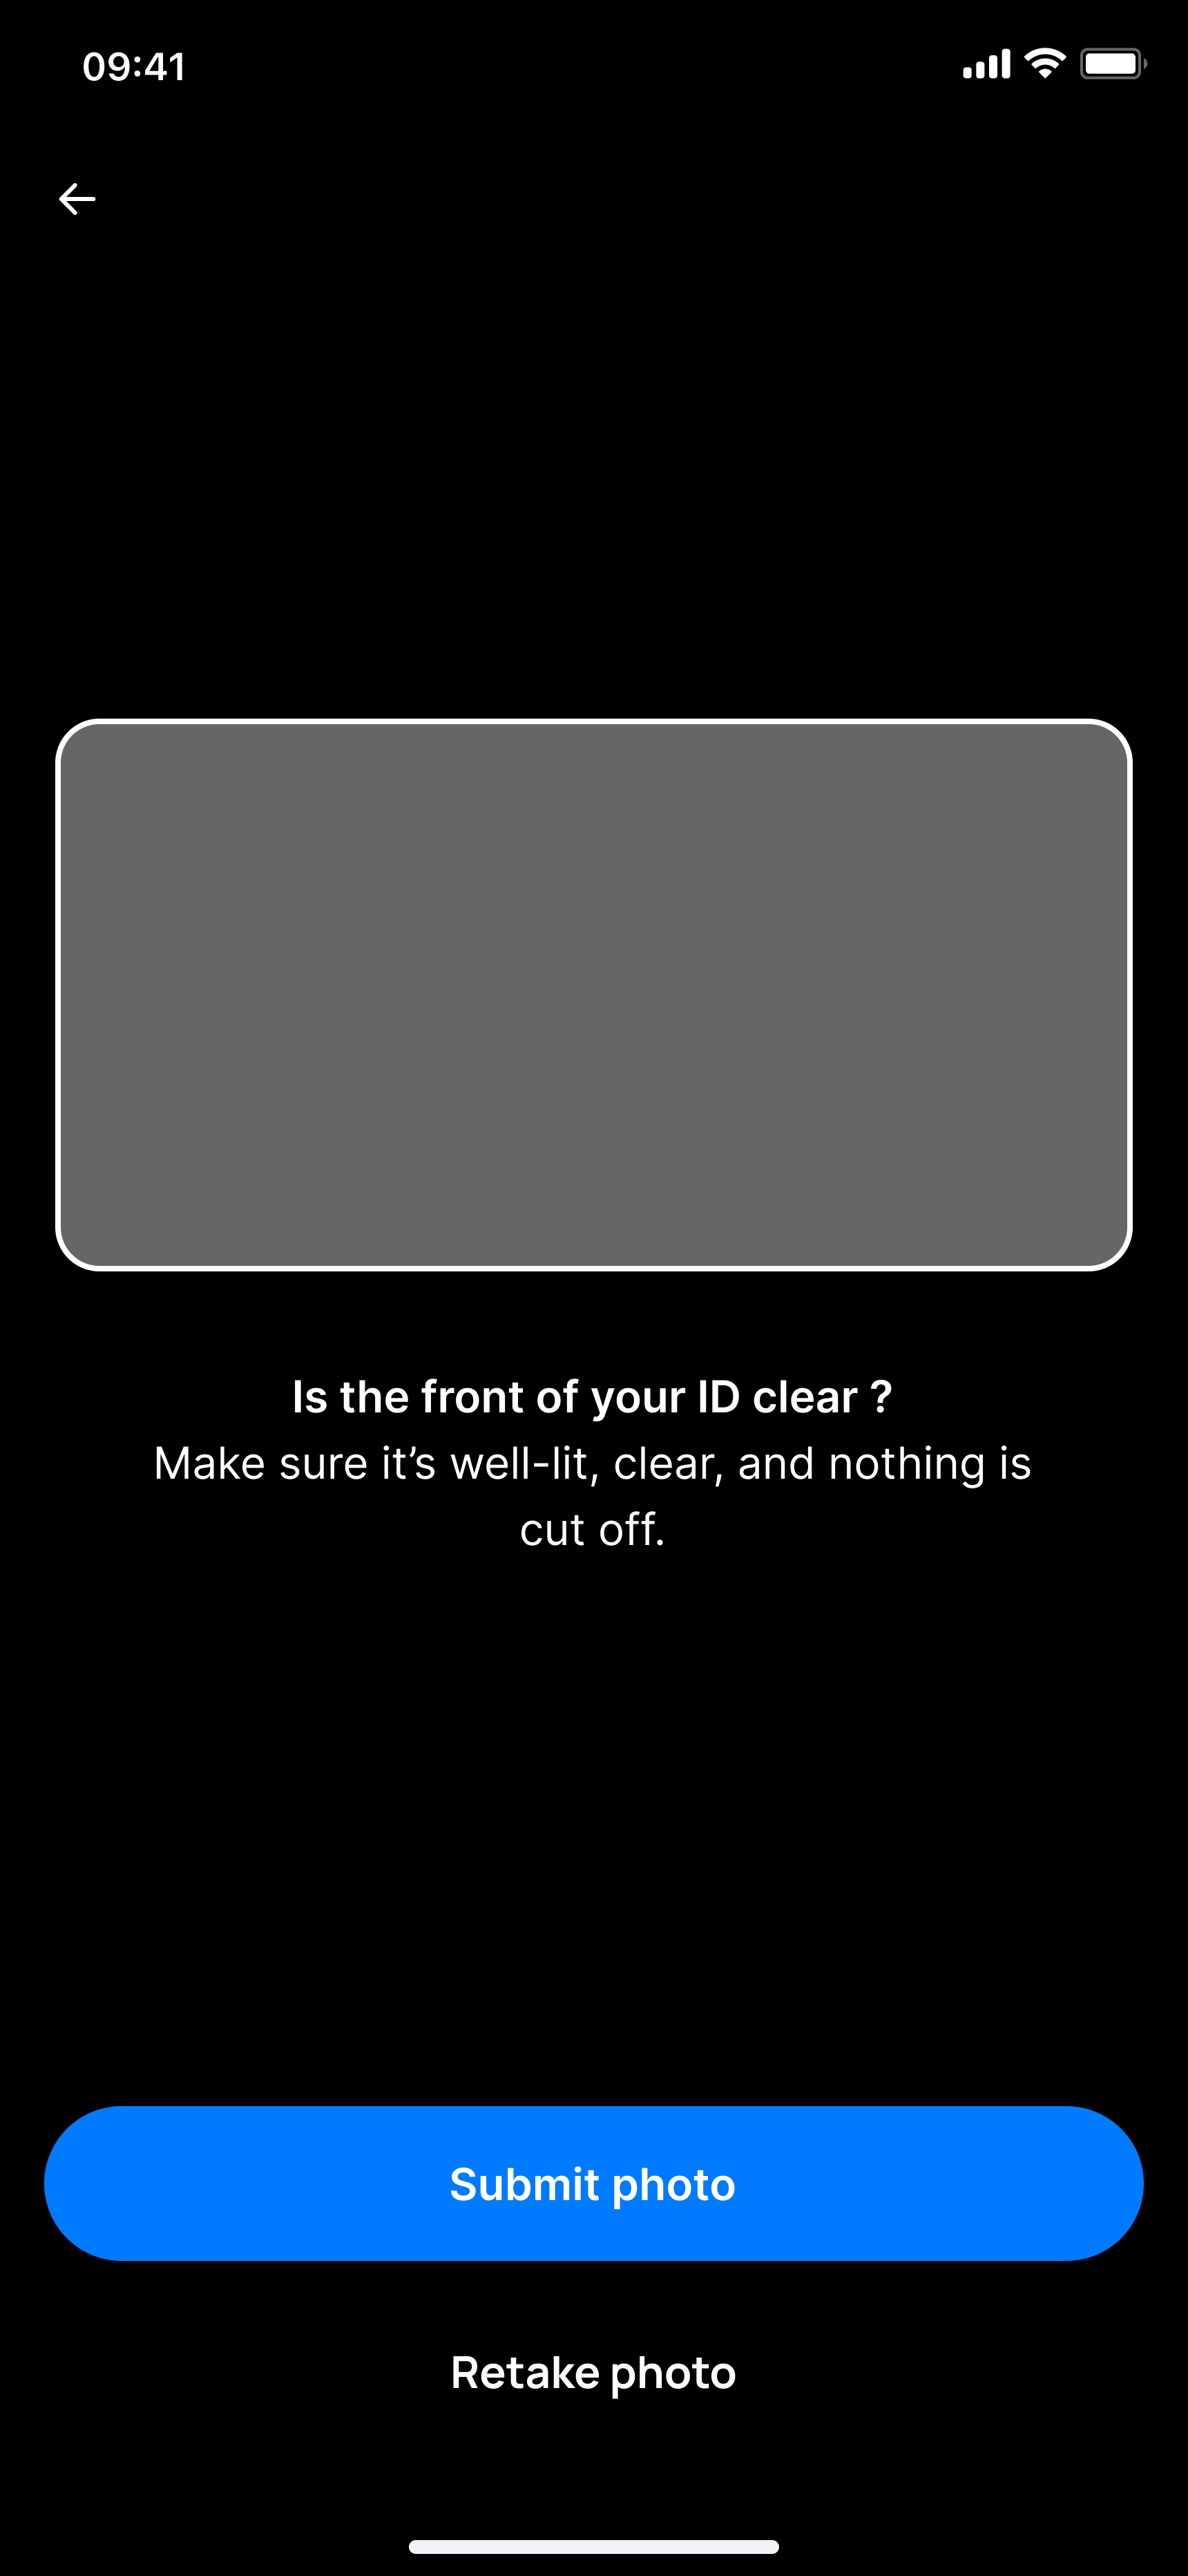 09:41
Is the front of your ID clear ?
Make sure it’s well-lit, clear, and nothing is
cut off.
Submit photo
Retake photo